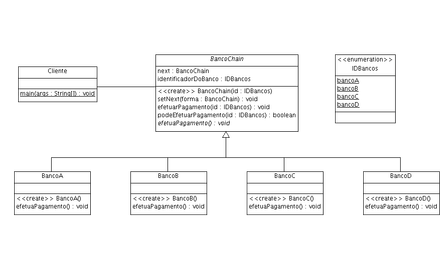 BancoChain
next : BancoChain
identificadorDoBanco : IDBancos
<<create>> BancoChain(id : IDBancos)
setNext(forma : BancoChain) : void
efetuarPagamento(id : IDBancos) : void
podeEfetuarPagamento(id : IDBancos) : boolean
efetuaPagamento() : void
Cliente
main(args : String[]) : void
<<enumeration>>
IDBancos
bancoA
bancoB
bancoC
bancoD
BancoA
<<create>> BancoA()
efetuaPagamento() : void
BancoB
<<create>> BancoB()
efetuaPagamento() : void
BancoC
<<create>> BancoC()
efetuaPagamento() : void
BancoD
<<create>> BancoD()
efetuaPagamento() : void